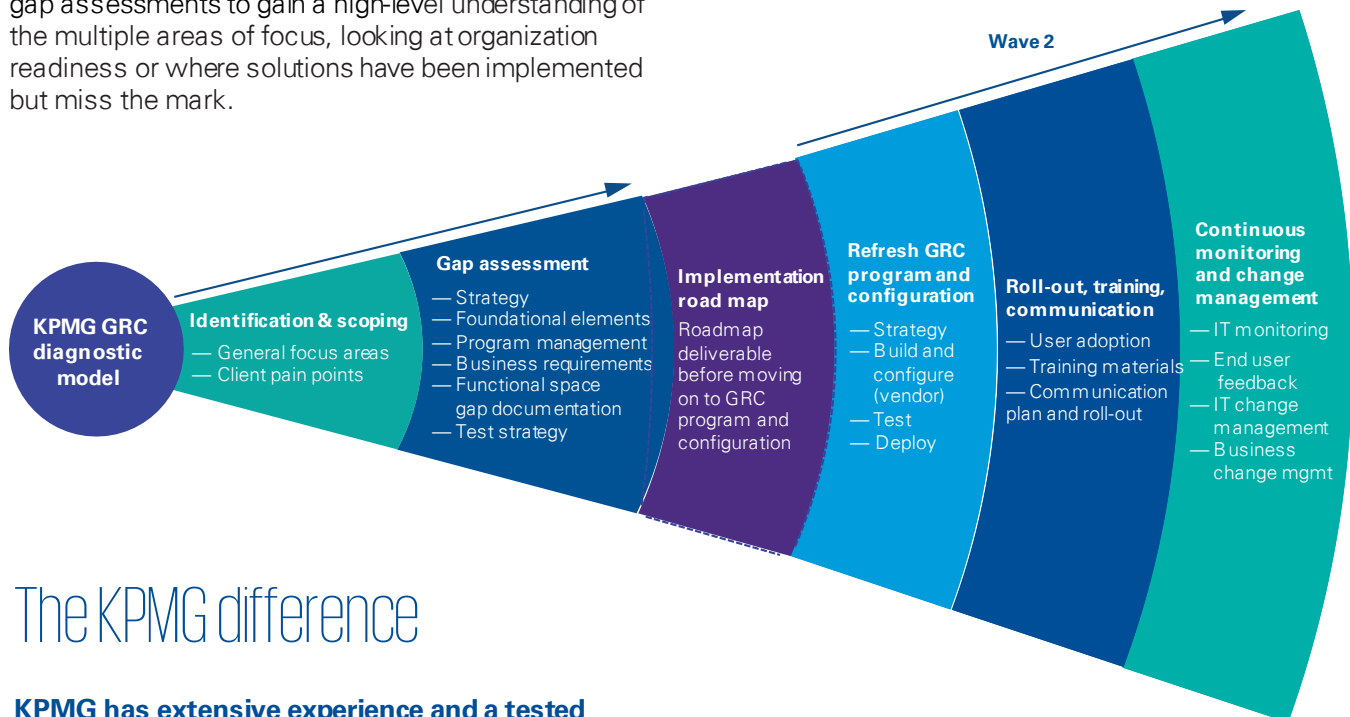 gap assessments to gain a high-level understanding of
the multiple areas of focus, looking at organization
readiness or where solutions have been implemented
but miss the mark.
Wave 2
KPMG GRC
diagnostic
model
Identification & scoping
— General focus areas
— Client pain points
Gap assessment
— Strategy
— Foundational elements
— Program management
— Business requirements
— Functional space
gap documentation
— Test strategy
Implementation
road map
Roadmap
deliverable
before moving
on to GRC
program and
configuration
Refresh GRC
program and
configuration
— Strategy
— Build and
configure
(vendor)
— Test
— Deploy
Roll-out, training,
communication
— User adoption
— Training materials
— Communication
plan and roll-out
Continuous
monitoring
and change
management
— IT monitoring
— End user
feedback
— IT change
management
— Business
change mgmt
The KPMG difference
KPMG has extensive experience and a tested